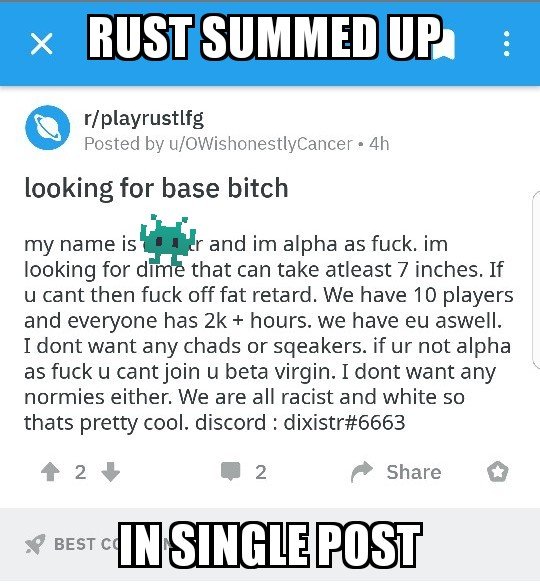 RUST SUMMED UP
r/playrustlfg
Posted by u/OWishonestlyCancer • 4h
looking for base bitch
my name is r and im alpha as fuck. im
looking for dime that can take atleast 7 inches. If
u cant then fuck off fat retard. We have 10 players
and everyone has 2k + hours. we have eu aswell.
I dont want any chads or sqeakers. if ur not alpha
as fuck u cant join u beta virgin. I dont want any
normies either. We are all racist and white so
thats pretty cool. discord : dixistr#6663
2
2
Share
BEST
IN SINGLE POST